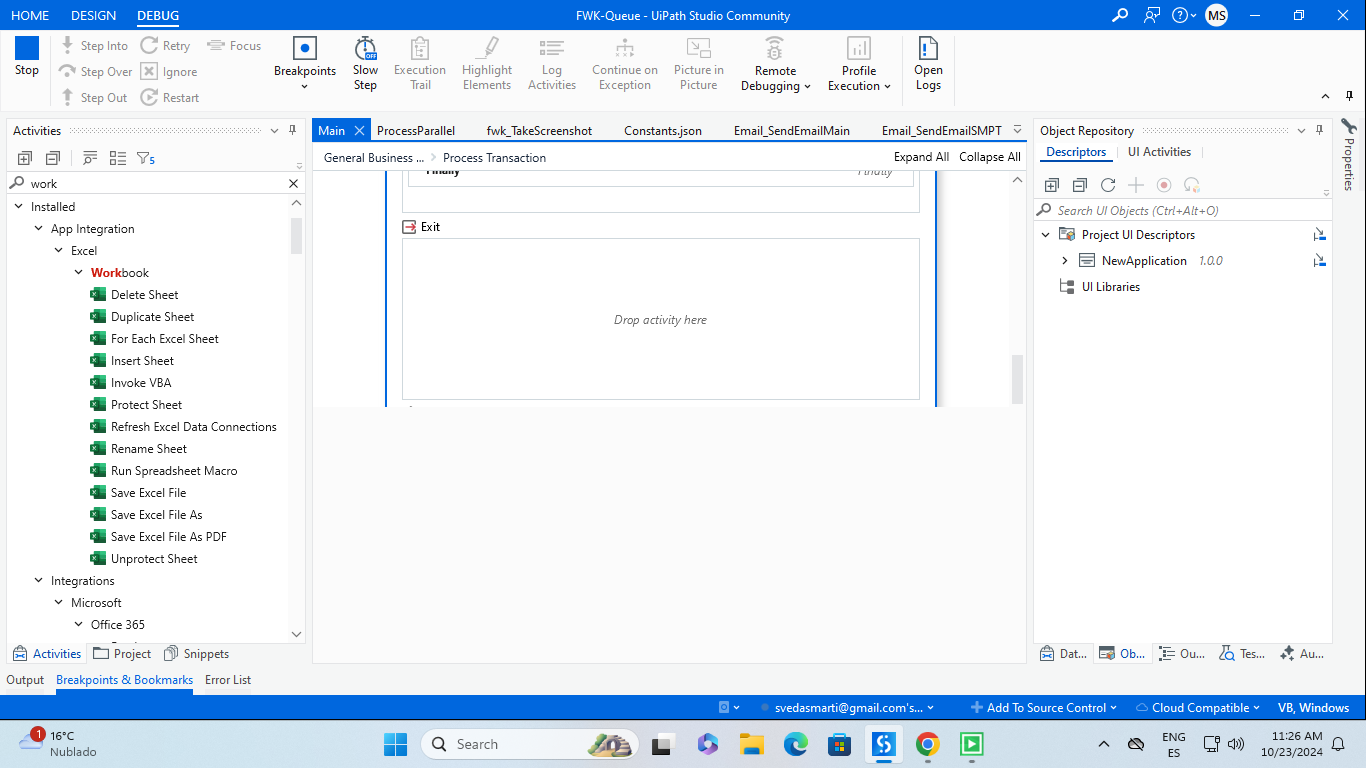 HOME DESIGN DEBUG FWK-Queue - UiPath Studio Community MS
Stop
Step Into Retry Focus
Step Over Ignore
Step Out Restart
Breakpoints
Slow Step
OFF
Execution Trail
Highlight Elements
Log Activities
Continue on Exception
Picture in Picture
Remote Debugging
Profile Execution
Open Logs
Activities
5
work
Installed
App Integration
Excel
Workbook
Delete Sheet
Duplicate Sheet
For Each Excel Sheet
Insert Sheet
Invoke VBA
Protect Sheet
Refresh Excel Data Connections
Rename Sheet
Run Spreadsheet Macro
Save Excel File
Save Excel File As
Save Excel File As PDF
Unprotect Sheet
Integrations
Microsoft
Office 365
Activities Project Snippets
Main ProcessParallel fwk_TakeScreenshot Constants.json Email_SendEmailMain Email_SendEmailSMPT
General Business ... Process Transaction Expand All Collapse All
Finally Finally
Exit
Drop activity here
Object Repository
Descriptors UI Activities
Search UI Objects (Ctrl+Alt+O)
Project UI Descriptors
NewApplication 1.0.0
UI Libraries
Dat... Ob... Ou... Tes... Au...
Properties
Output Breakpoints & Bookmarks Error List
svedasmarti@gmail.com's... Add To Source Control Cloud Compatible VB, Windows
1
16°C
Nublado
Search
ENG
ES
11:26 AM
10/23/2024